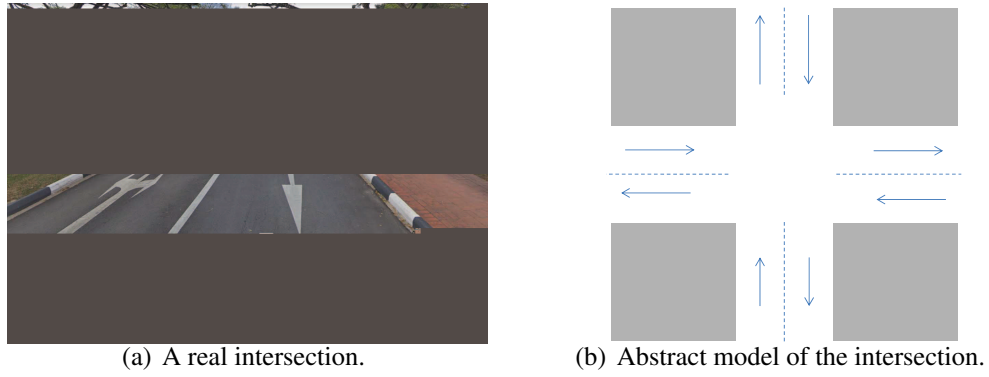 (a) A real intersection.
(b) Abstract model of the intersection.